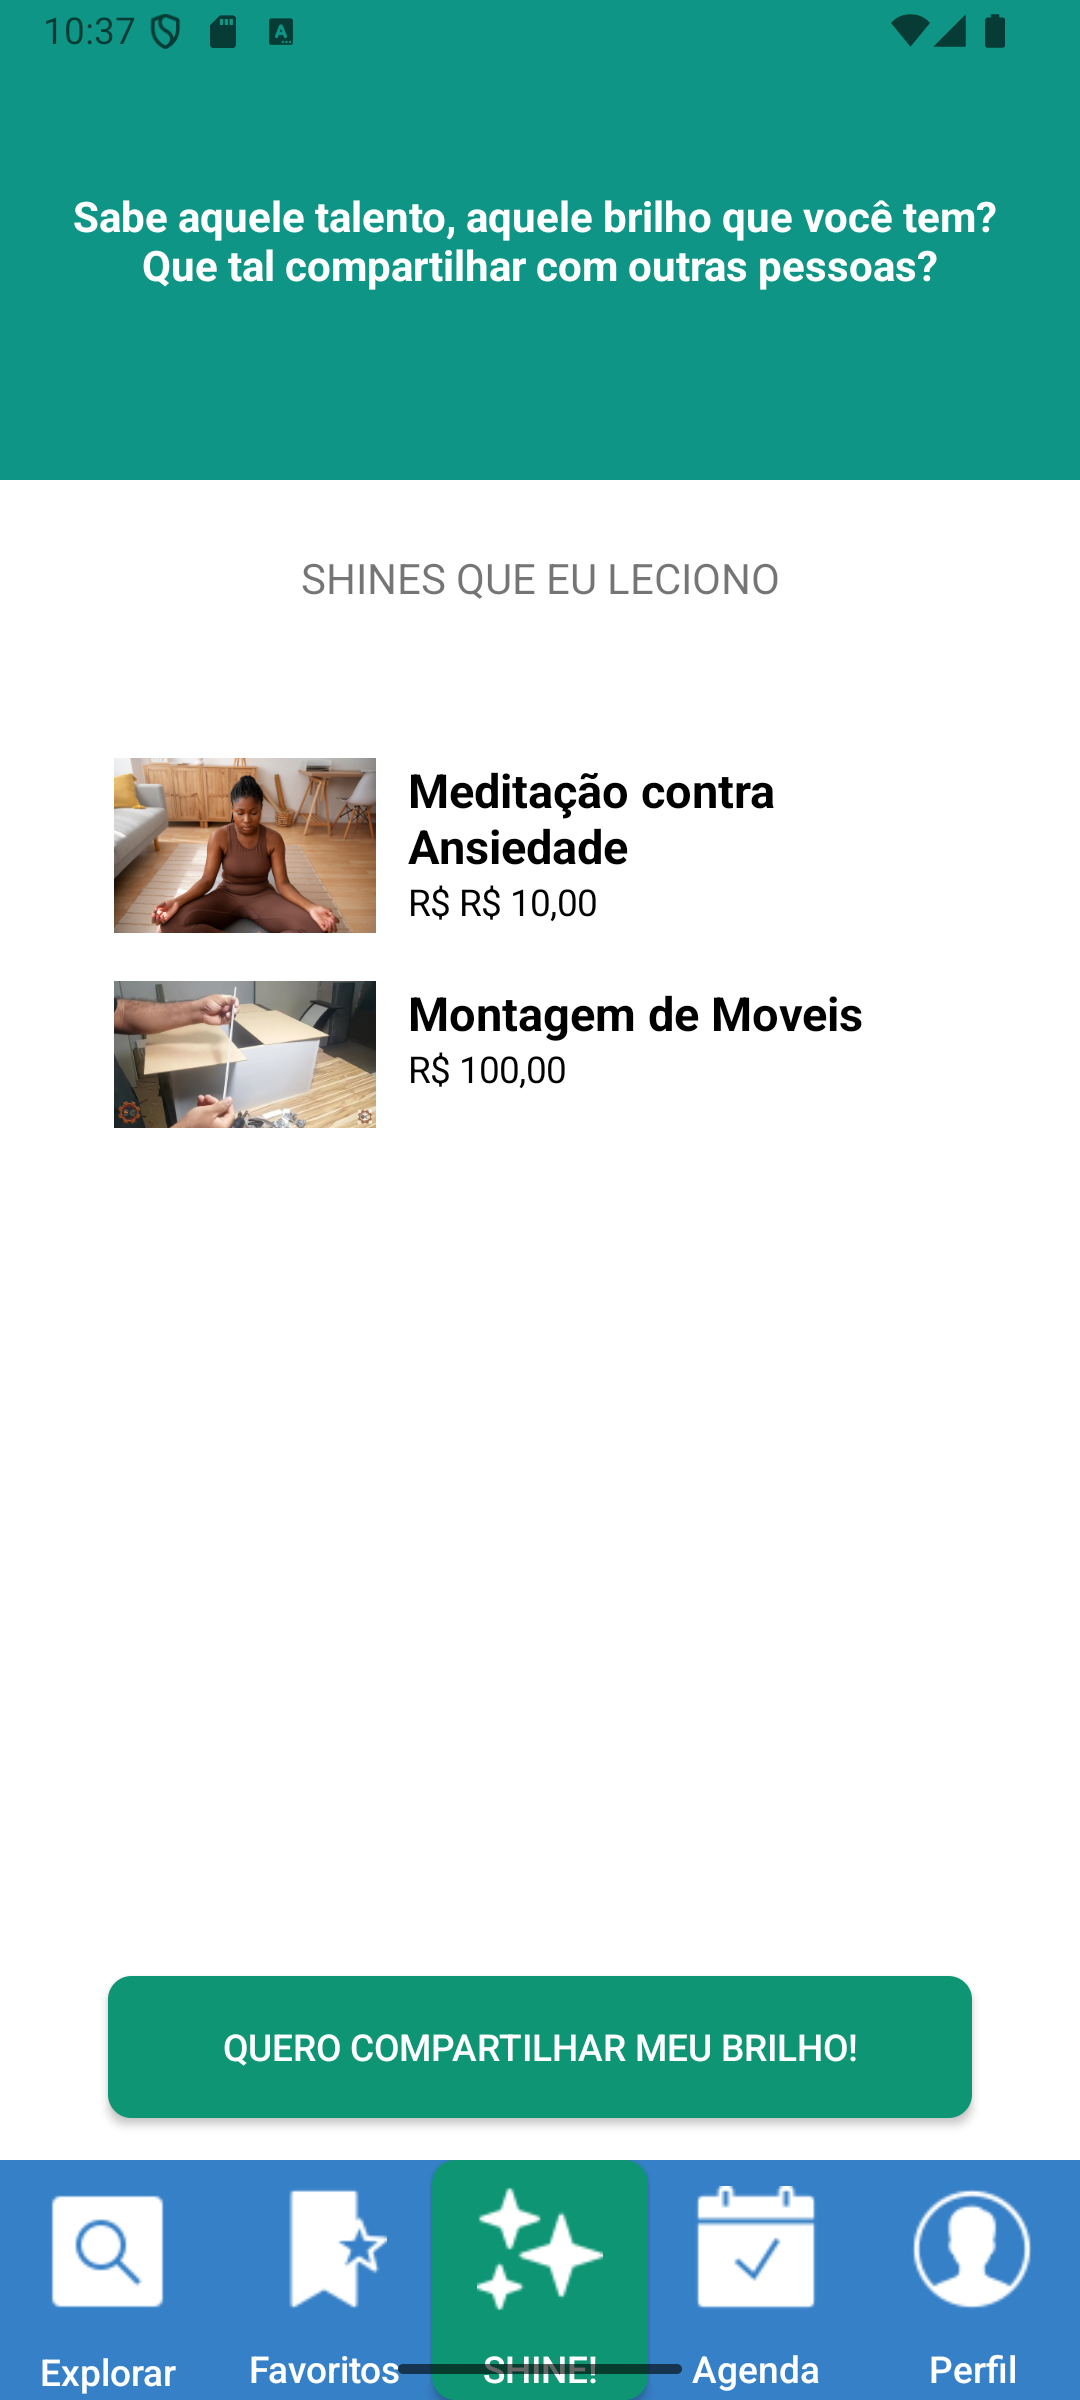 10:37
Sabe aquele talento, aquele brilho que você tem?
Que tal compartilhar com outras pessoas?
SHINES QUE EU LECIONO
Meditação contra
Ansiedade
R$ R$ 10,00
Montagem de Moveis
R$ 100,00
QUERO COMPARTILHAR MEU BRILHO!
Explorar
Favoritos
SHINE!
Agenda
Perfil